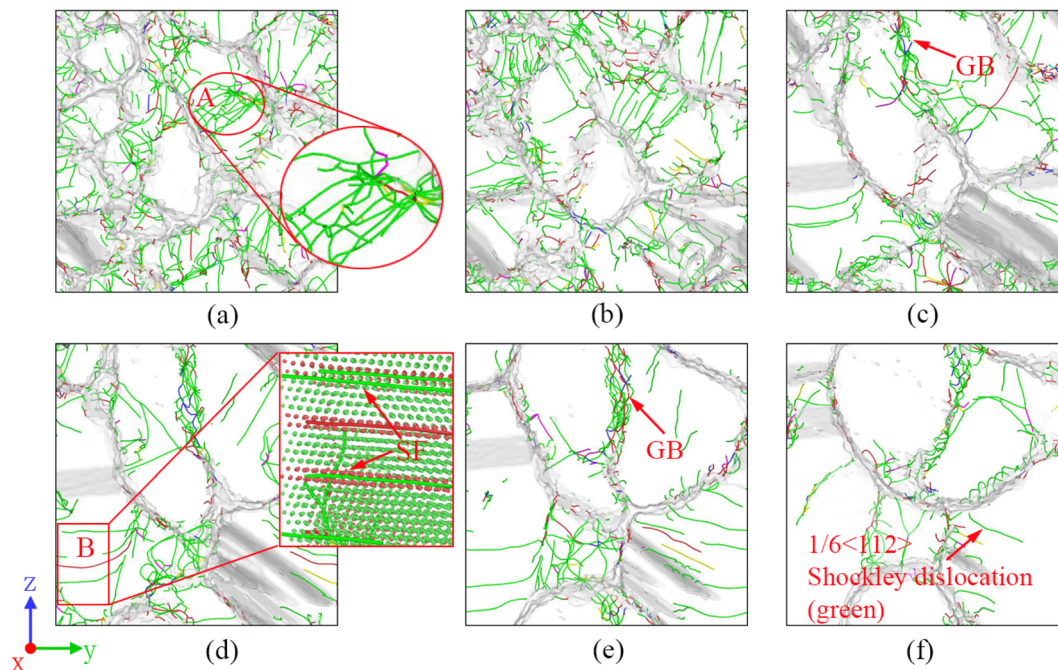 A
GB
(a)
(b)
(c)
SF
B
GB
1/6<112>
Shockley dislocation
(green)
z
y
x
(d)
(e)
(f)